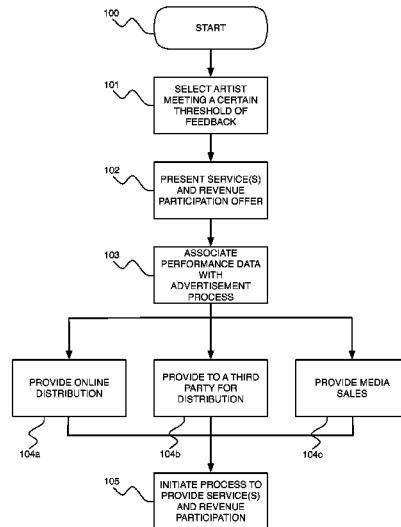 100
START
101
SELECT ARTIST
MEETING A CERTAIN
THRESHOLD OF
FEEDBACK
102
PRESENT SERVICE(S)
AND REVENUE
PARTICIPATION OFFER
103
ASSOCIATE
PERFORMANCE DATA
WITH
ADVERTISEMENT
PROCESS
PROVIDE ONLINE
DISTRIBUTION
PROVIDE TO A THIRD
PARTY FOR
DISTRIBUTION
PROVIDE MEDIA
SALES
104a
104b
104c
105
INITIATE PROCESS TO
PROVIDE SERVICE(S)
AND REVENUE
PARTICIPATION